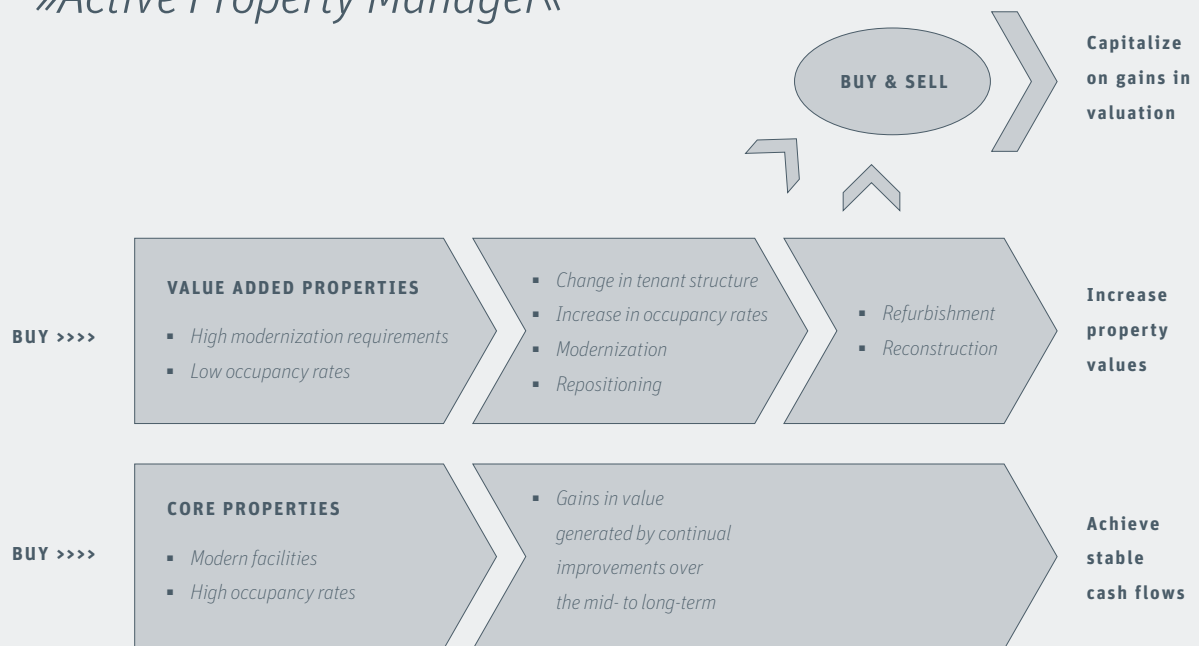 »Active Property Manager«
BUY & SELL
Capitalize
on gains in
valuation
BUY >>>>
VALUE ADDED PROPERTIES
▪ High modernization requirements
▪ Low occupancy rates
▪ Change in tenant structure
▪ Increase in occupancy rates
▪ Modernization
▪ Repositioning
▪ Refurbishment
▪ Reconstruction
Increase
property
values
BUY >>>>
CORE PROPERTIES
▪ Modern facilities
▪ High occupancy rates
▪ Gains in value
generated by continual
improvements over
the mid- to long-term
Achieve
stable
cash flows